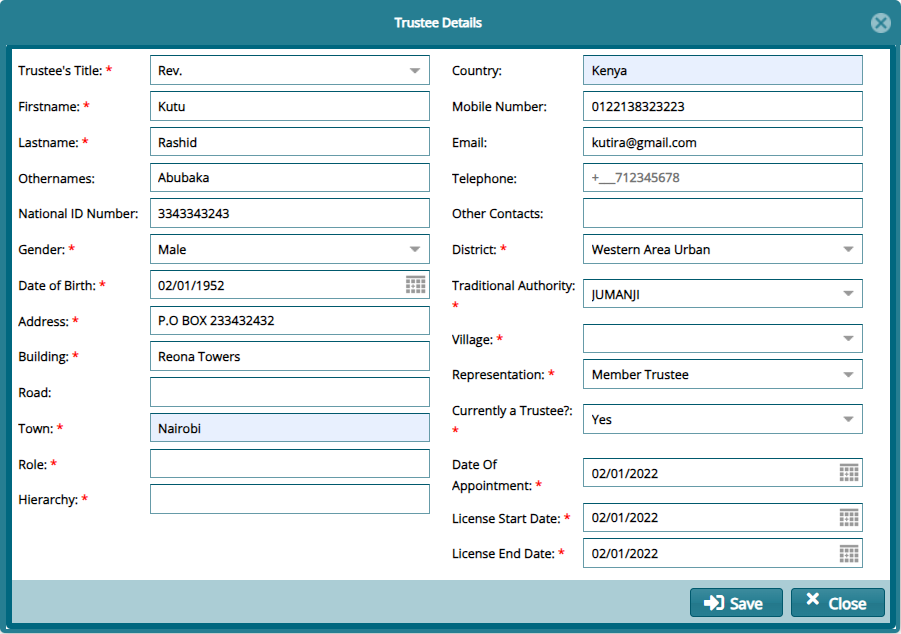 Trustee Details
Trustee's Title: * Rev.
Firstname: * Kutu
Lastname: * Rashid
Othernames: Abubaka
National ID Number: 3343343243
Gender: * Male
Date of Birth: * 02/01/1952
Address: * P.O BOX 233432432
Building: * Reona Towers
Road:
Town: * Nairobi
Role: *
Hierarchy: *
Country: Kenya
Mobile Number: 0122138323223
Email: kutira@gmail.com
Telephone: +___712345678
Other Contacts:
District: * Western Area Urban
Traditional Authority:
* JUMANJI
Village: *
Representation: * Member Trustee
Currently a Trustee?:
* Yes
Date Of
Appointment: * 02/01/2022
License Start Date: * 02/01/2022
License End Date: * 02/01/2022
Save Close